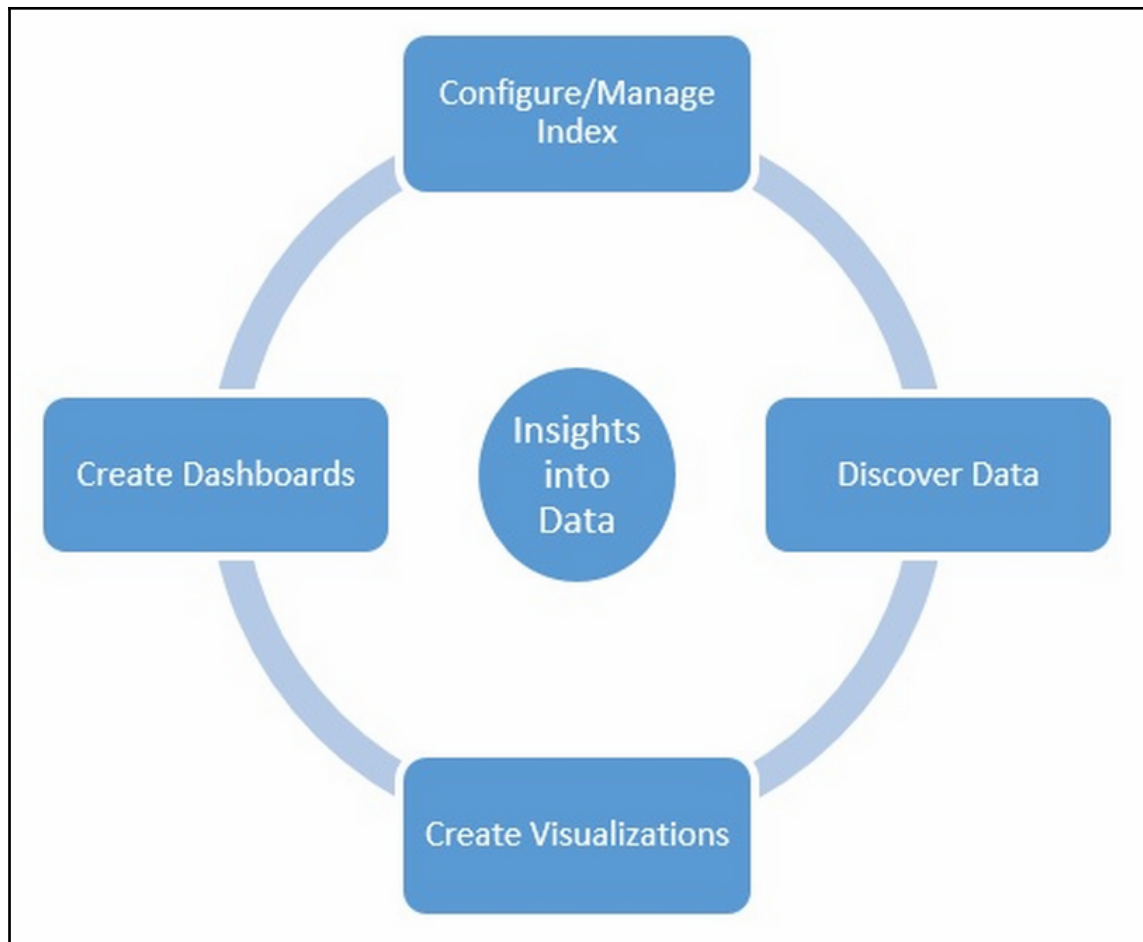 Configure/Manage
Index
Create Dashboards
Insights
into
Data
Discover Data
Create Visualizations